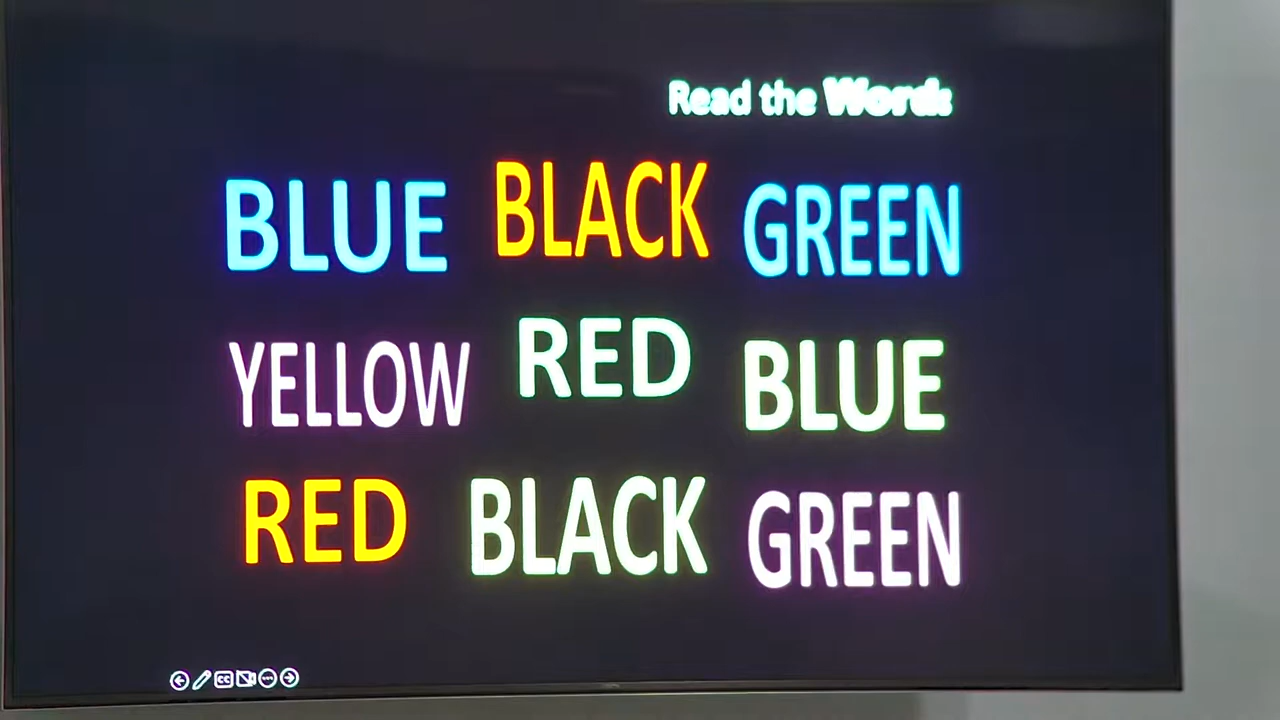 Read the Words
BLUE BLACK GREEN
YELLOW RED BLUE
RED BLACK GREEN